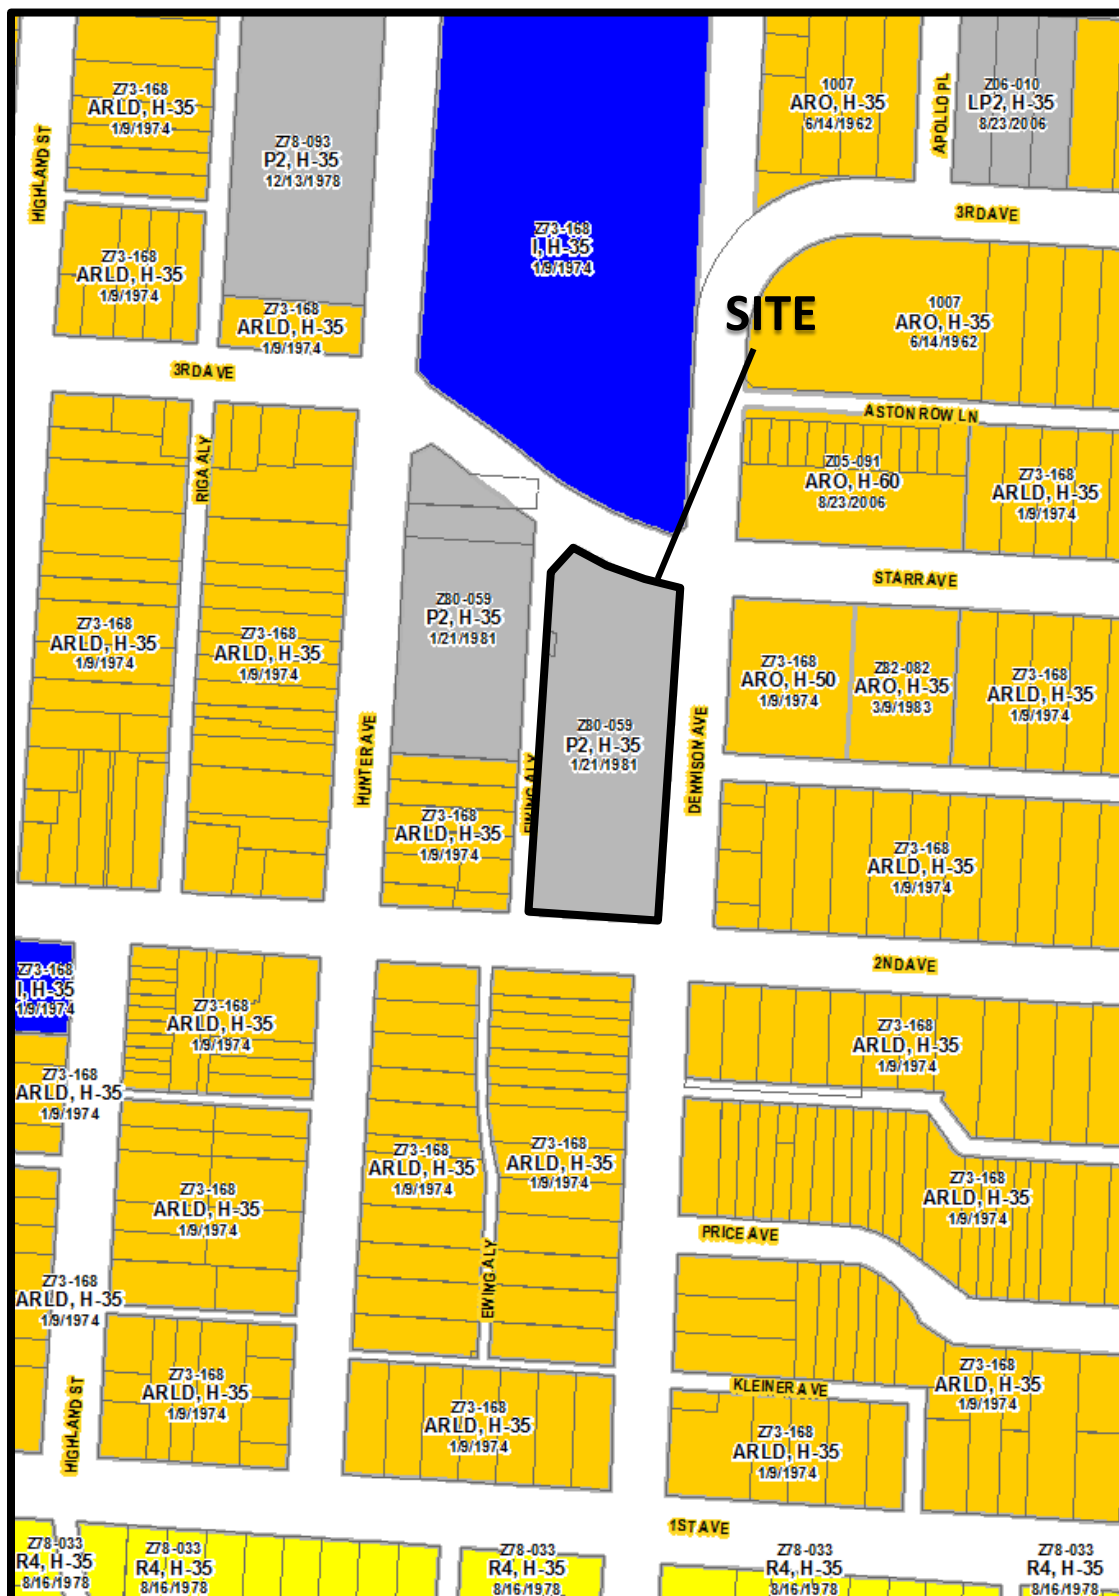 Z73-168
ARLD, H-35
1/9/1974
Z78-093
P2, H-35
12/13/1978
1007
ARO, H-35
6/14/1962
Z06-010
LP2, H-35
8/23/2006
APOLLO PL
HIGHLAND ST
3RD AVE
Z73-168
ARLD, H-35
1/9/1974
Z73-168
I, H-35
1/9/1974
Z73-168
ARLD, H-35
1/9/1974
SITE
1007
ARO, H-35
6/14/1962
3RD AVE
ASTON ROW LN
RIGA ALY
Z05-091
ARO, H-60
8/23/2006
Z73-168
ARLD, H-35
1/9/1974
STARR AVE
Z73-168
ARLD, H-35
1/9/1974
Z73-168
ARLD, H-35
1/9/1974
Z80-059
P2, H-35
1/21/1981
Z73-168
ARO, H-50
1/9/1974
Z82-082
ARO, H-35
3/9/1983
Z73-168
ARLD, H-35
1/9/1974
Z80-059
P2, H-35
1/21/1981
HUNTER AVE
EWING ALY
DENNISON AVE
Z73-168
ARLD, H-35
1/9/1974
Z73-168
ARLD, H-35
1/9/1974
2ND AVE
Z73-168
I, H-35
1/9/1974
Z73-168
ARLD, H-35
1/9/1974
Z73-168
ARLD, H-35
1/9/1974
Z73-168
ARLD, H-35
1/9/1974
Z73-168
ARLD, H-35
1/9/1974
Z73-168
ARLD, H-35
1/9/1974
Z73-168
ARLD, H-35
1/9/1974
Z73-168
ARLD, H-35
1/9/1974
PRICE AVE
EWING ALY
Z73-168
ARLD, H-35
1/9/1974
Z73-168
ARLD, H-35
1/9/1974
Z73-168
ARLD, H-35
1/9/1974
KLEINER AVE
Z73-168
ARLD, H-35
1/9/1974
Z73-168
ARLD, H-35
1/9/1974
HIGHLAND ST
1ST AVE
Z78-033
R4, H-35
8/16/1978
Z78-033
R4, H-35
8/16/1978
Z78-033
R4, H-35
8/16/1978
Z78-033
R4, H-35
8/16/1978
Z78-033
R4, H-35
8/16/1978